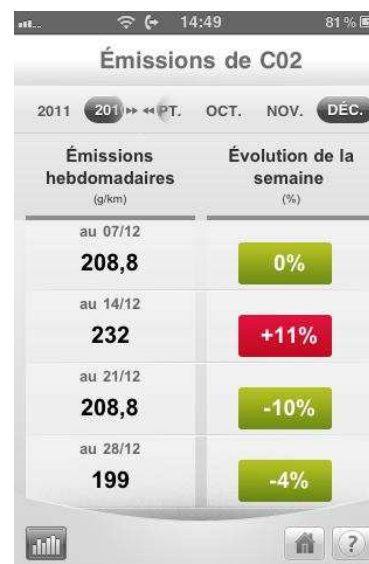 14:49 81 %
Émissions de C02
2011 201 PT. OCT. NOV. DÉC.
Émissions hebdomadaires (g/km)
Évolution de la semaine (%)
au 07/12
208,8 0%
au 14/12
232 +11%
au 21/12
208,8 -10%
au 28/12
199 -4%
?